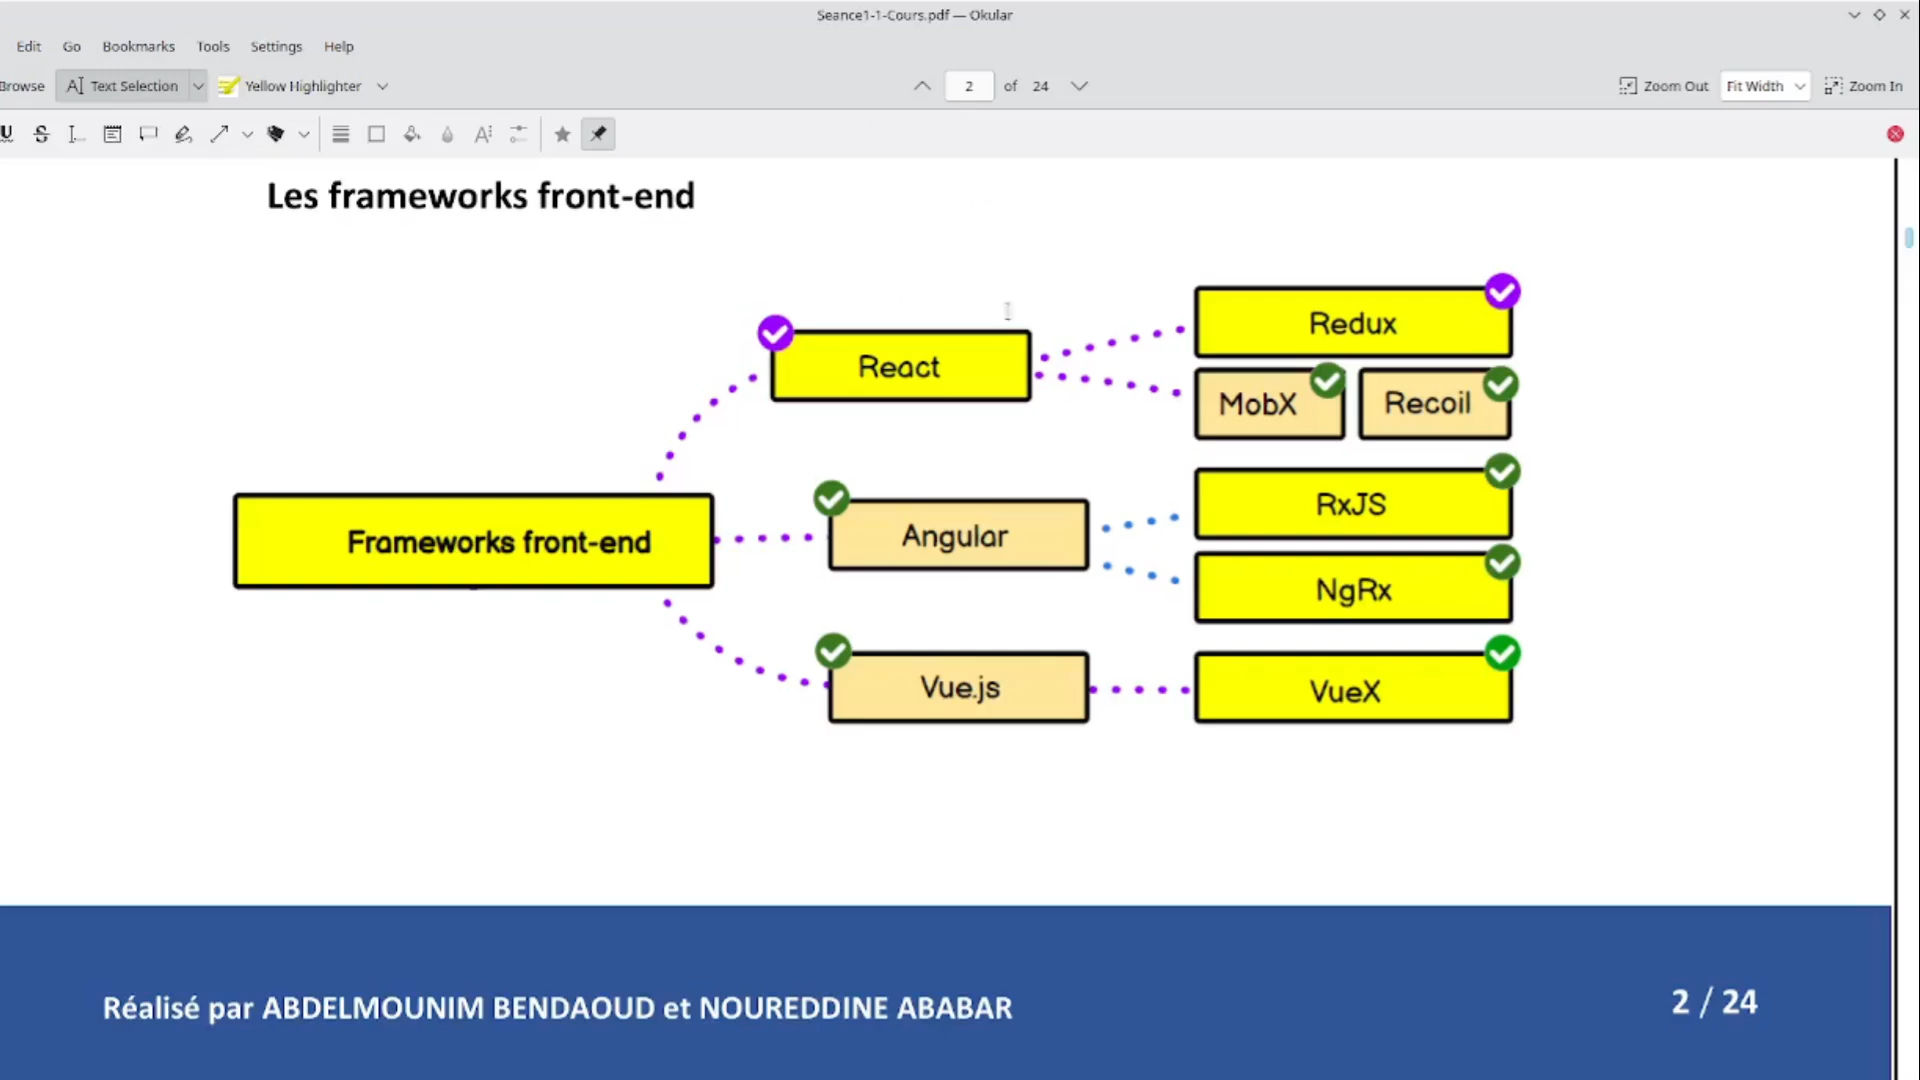 Seance1-1-Cours.pdf — Okular
Edit Go Bookmarks Tools Settings Help
Browse Text Selection Yellow Highlighter 2 of 24 Zoom Out Fit Width Zoom In
Les frameworks front-end
Redux
React
MobX Recoil
RxJS
Frameworks front-end
Angular
NgRx
Vue.js
VueX
Réalisé par ABDELMOUNIM BENDAOUD et NOUREDDINE ABABAR
2 / 24